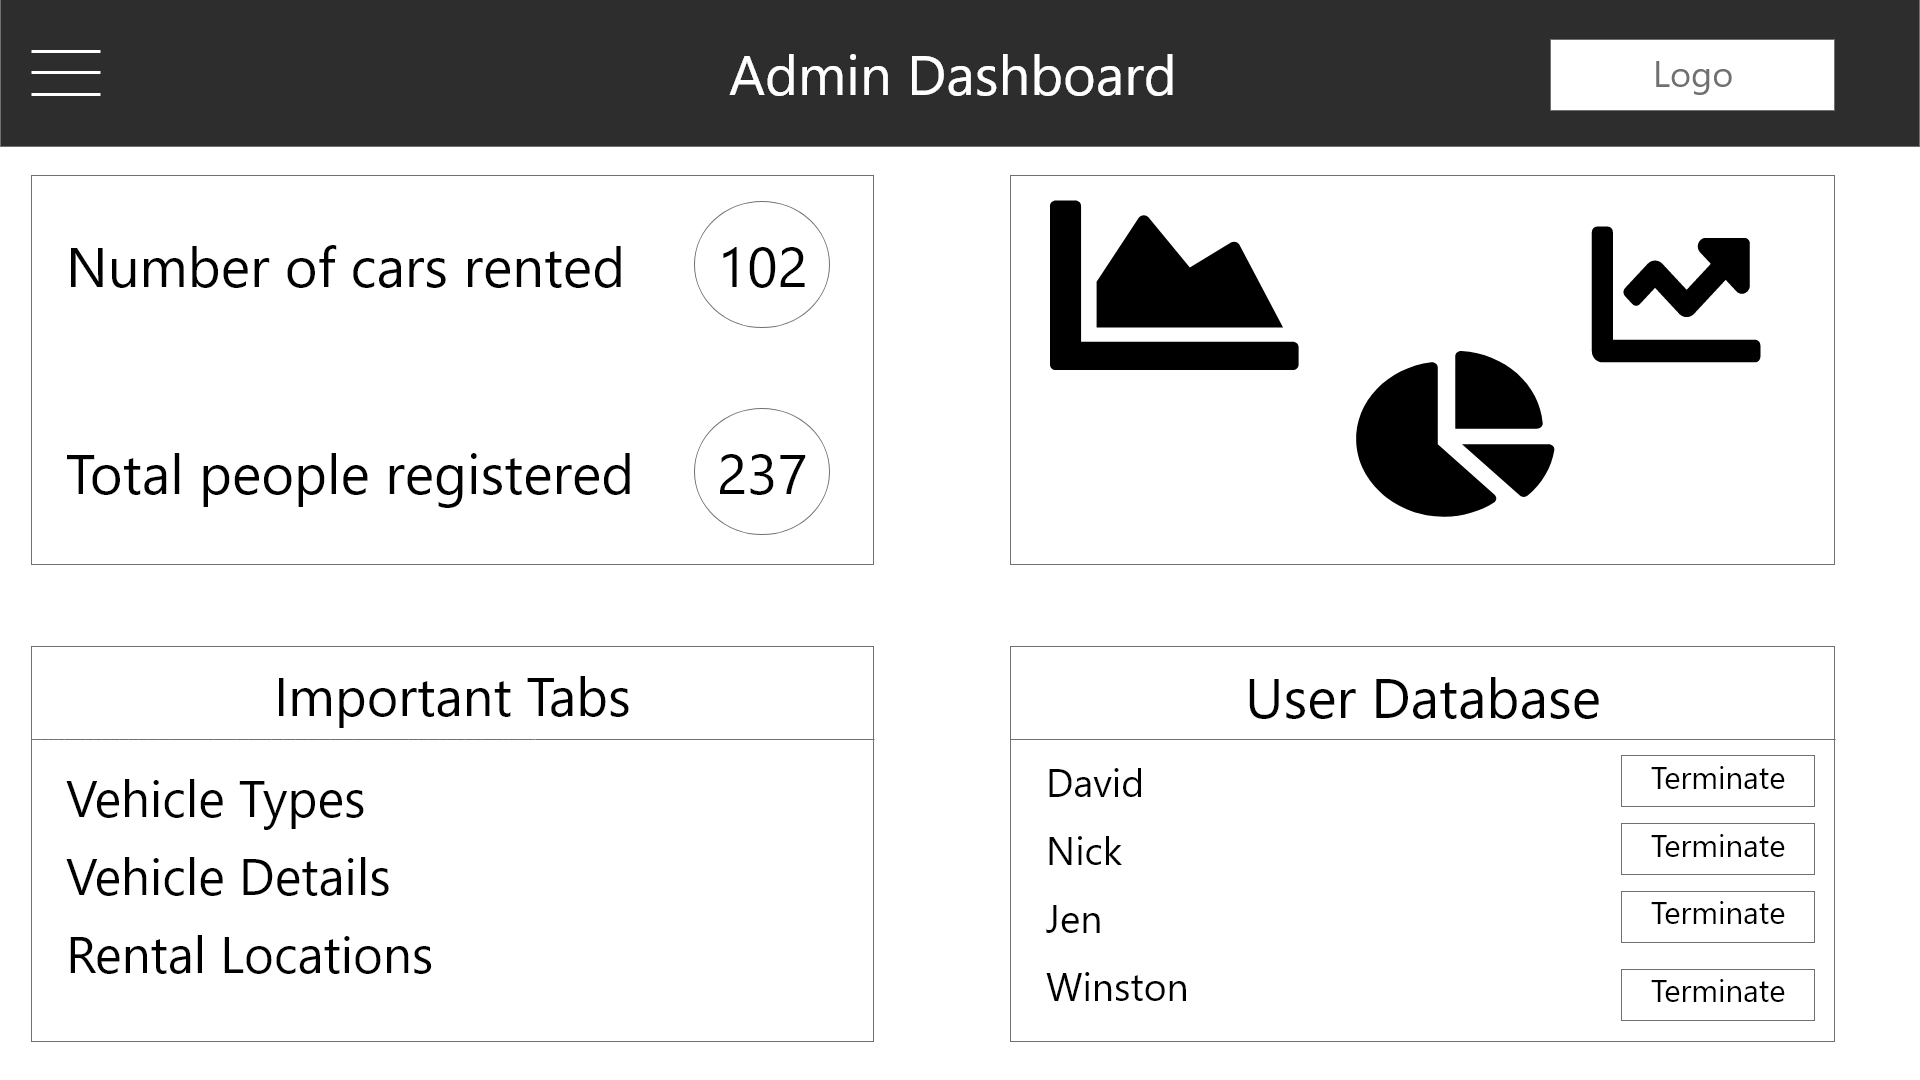 Admin Dashboard
Logo
Number of cars rented
102
Total people registered
237
Important Tabs
Vehicle Types
Vehicle Details
Rental Locations
User Database
David
Terminate
Nick
Terminate
Jen
Terminate
Winston
Terminate